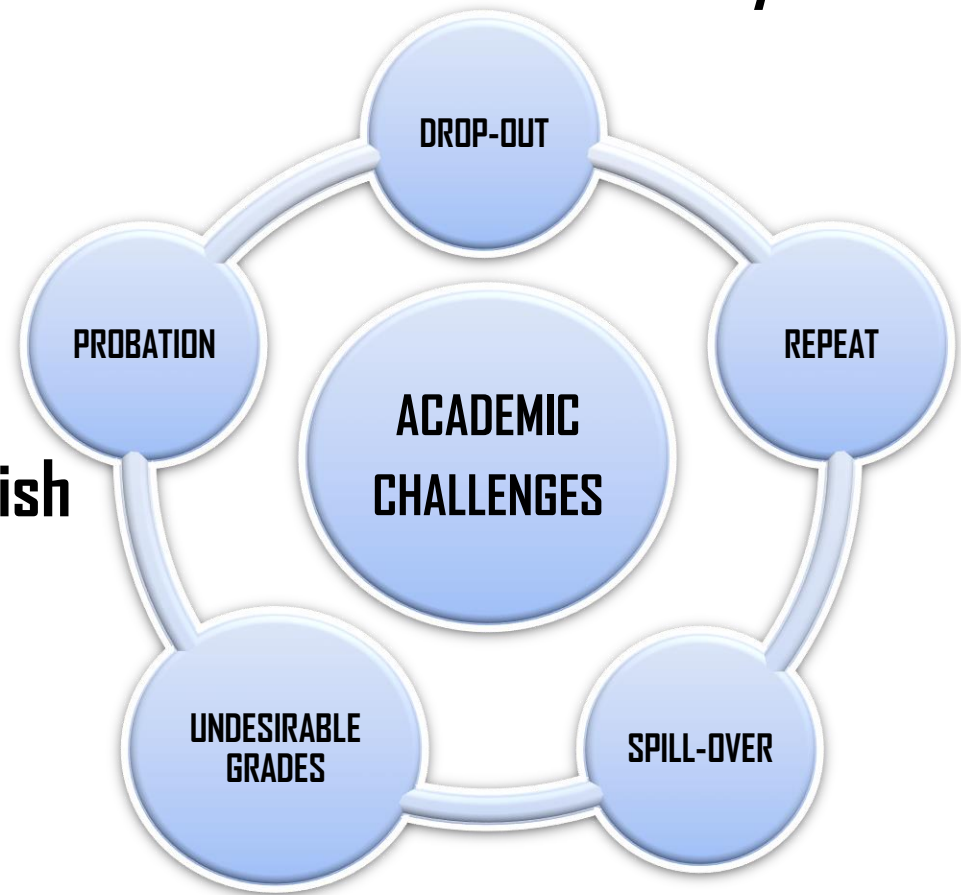 DROP-OUT
PROBATION
REPEAT
ACADEMIC
CHALLENGES
ish
UNDESIRABLE
GRADES
SPILL-OVER